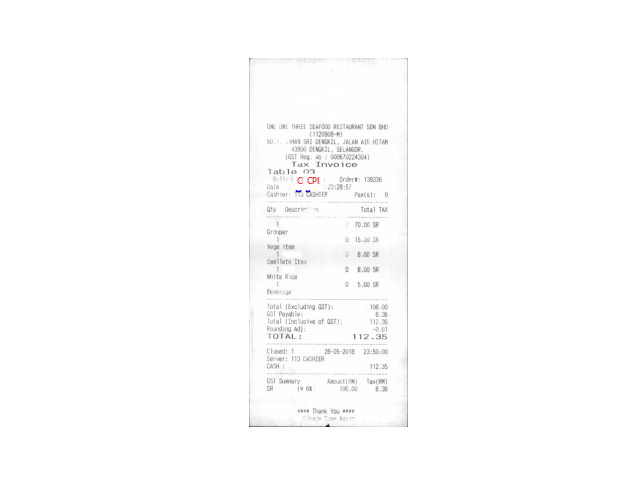 ONE ONE THREE SEAFOOD RESTAURANT SDN BHD
(1120908-M)
NO.1, SRI DENGKIL, JALAN AIR HITAM
43800 DENGKIL, SELANGOR.
(GST Reg. No : 000670224384)
Tax Invoice
Table 03
Bill#: Order#: 138036
Date 23:28:57
Cashier: 113 CASHIER Pax(s): 0
Qty Description Total TAX
1 70.00 SR
Grouper
1 0 15.00 SR
Vege Item
1 0 8.00 SR
Omellete Item
1 0 8.00 SR
White Rice
1 0 5.00 SR
Beverage
Total (Excluding GST): 106.00
GST Payable: 6.36
Total (Inclusive of GST): 112.36
Rounding Adj: -0.01
TOTAL: 112.35
Closed: 1 28-05-2018 23:50:00
Server: 113 CASHIER
CASH : 112.35
GST Summary Amount(RM) Tax(RM)
SR (@ 6%) 106.00 6.36
**** Thank You ****
Please Come Again